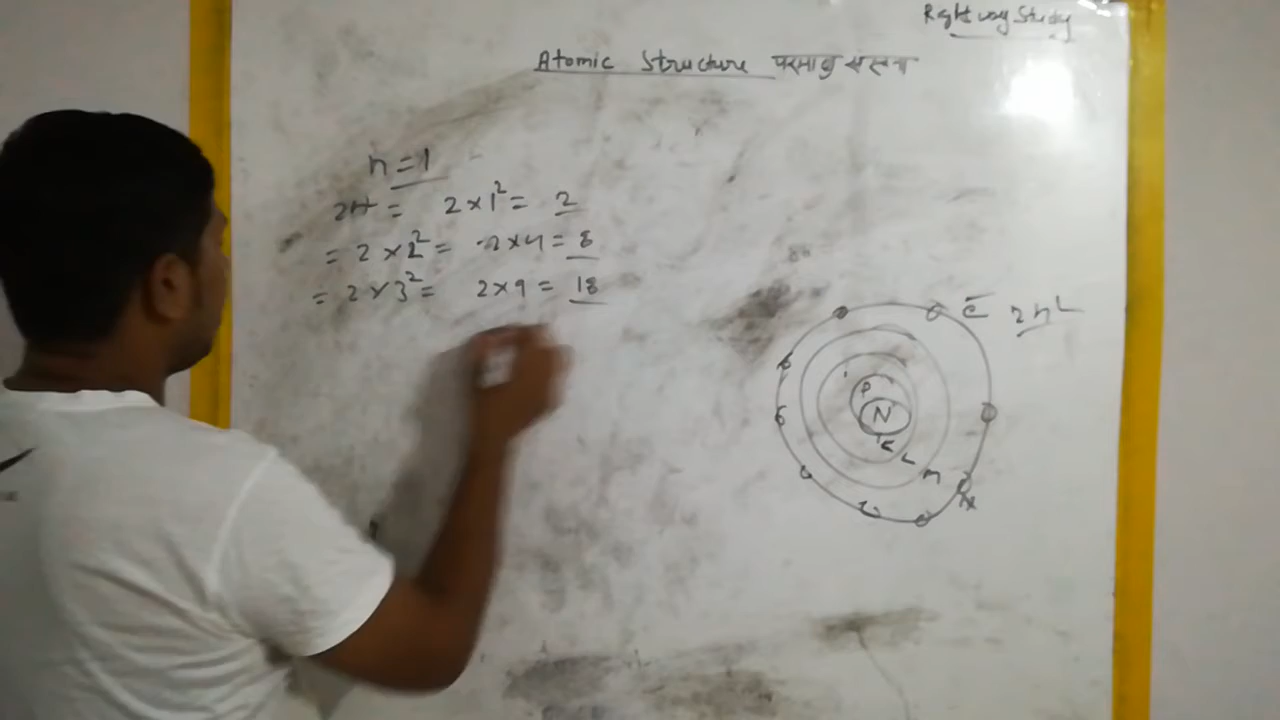 Right way Study
Atomic Structure परमाणु संरचना
n = 1
2n = 2×1² = 2
= 2×2² = 2×4 = 8
= 2×3² = 2×9 = 18
e⁻ 2n²
P
N
K
L
M
N